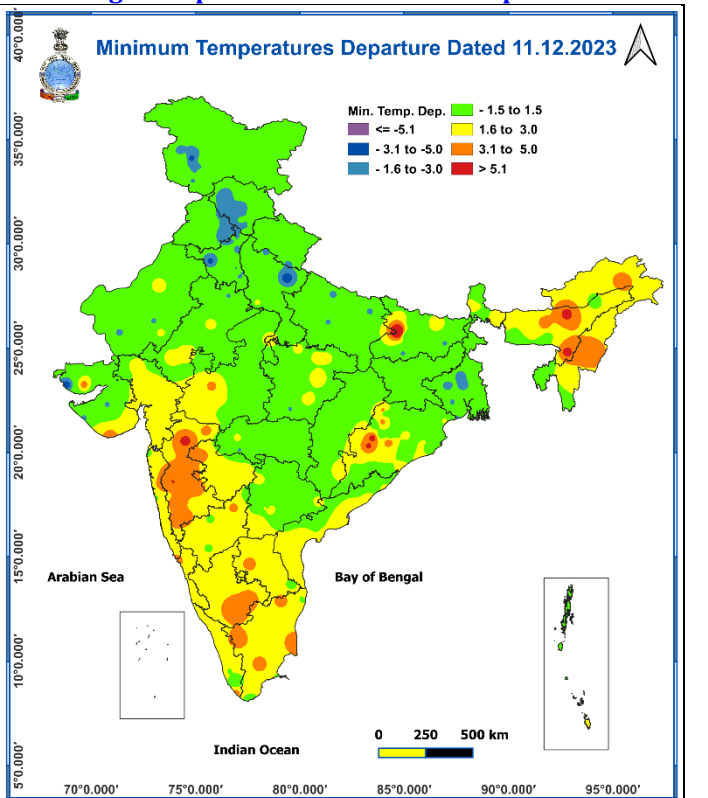 Minimum Temperatures Departure Dated 11.12.2023
Min. Temp. Dep.
<= -5.1
- 3.1 to -5.0
- 1.6 to -3.0
- 1.5 to 1.5
1.6 to 3.0
3.1 to 5.0
> 5.1
40°0.000'
35°0.000'
30°0.000'
25°0.000'
20°0.000'
15°0.000'
10°0.000'
5°0.000'
Arabian Sea
Bay of Bengal
Indian Ocean
0 250 500 km
70°0.000' 75°0.000' 80°0.000' 85°0.000' 90°0.000' 95°0.000'